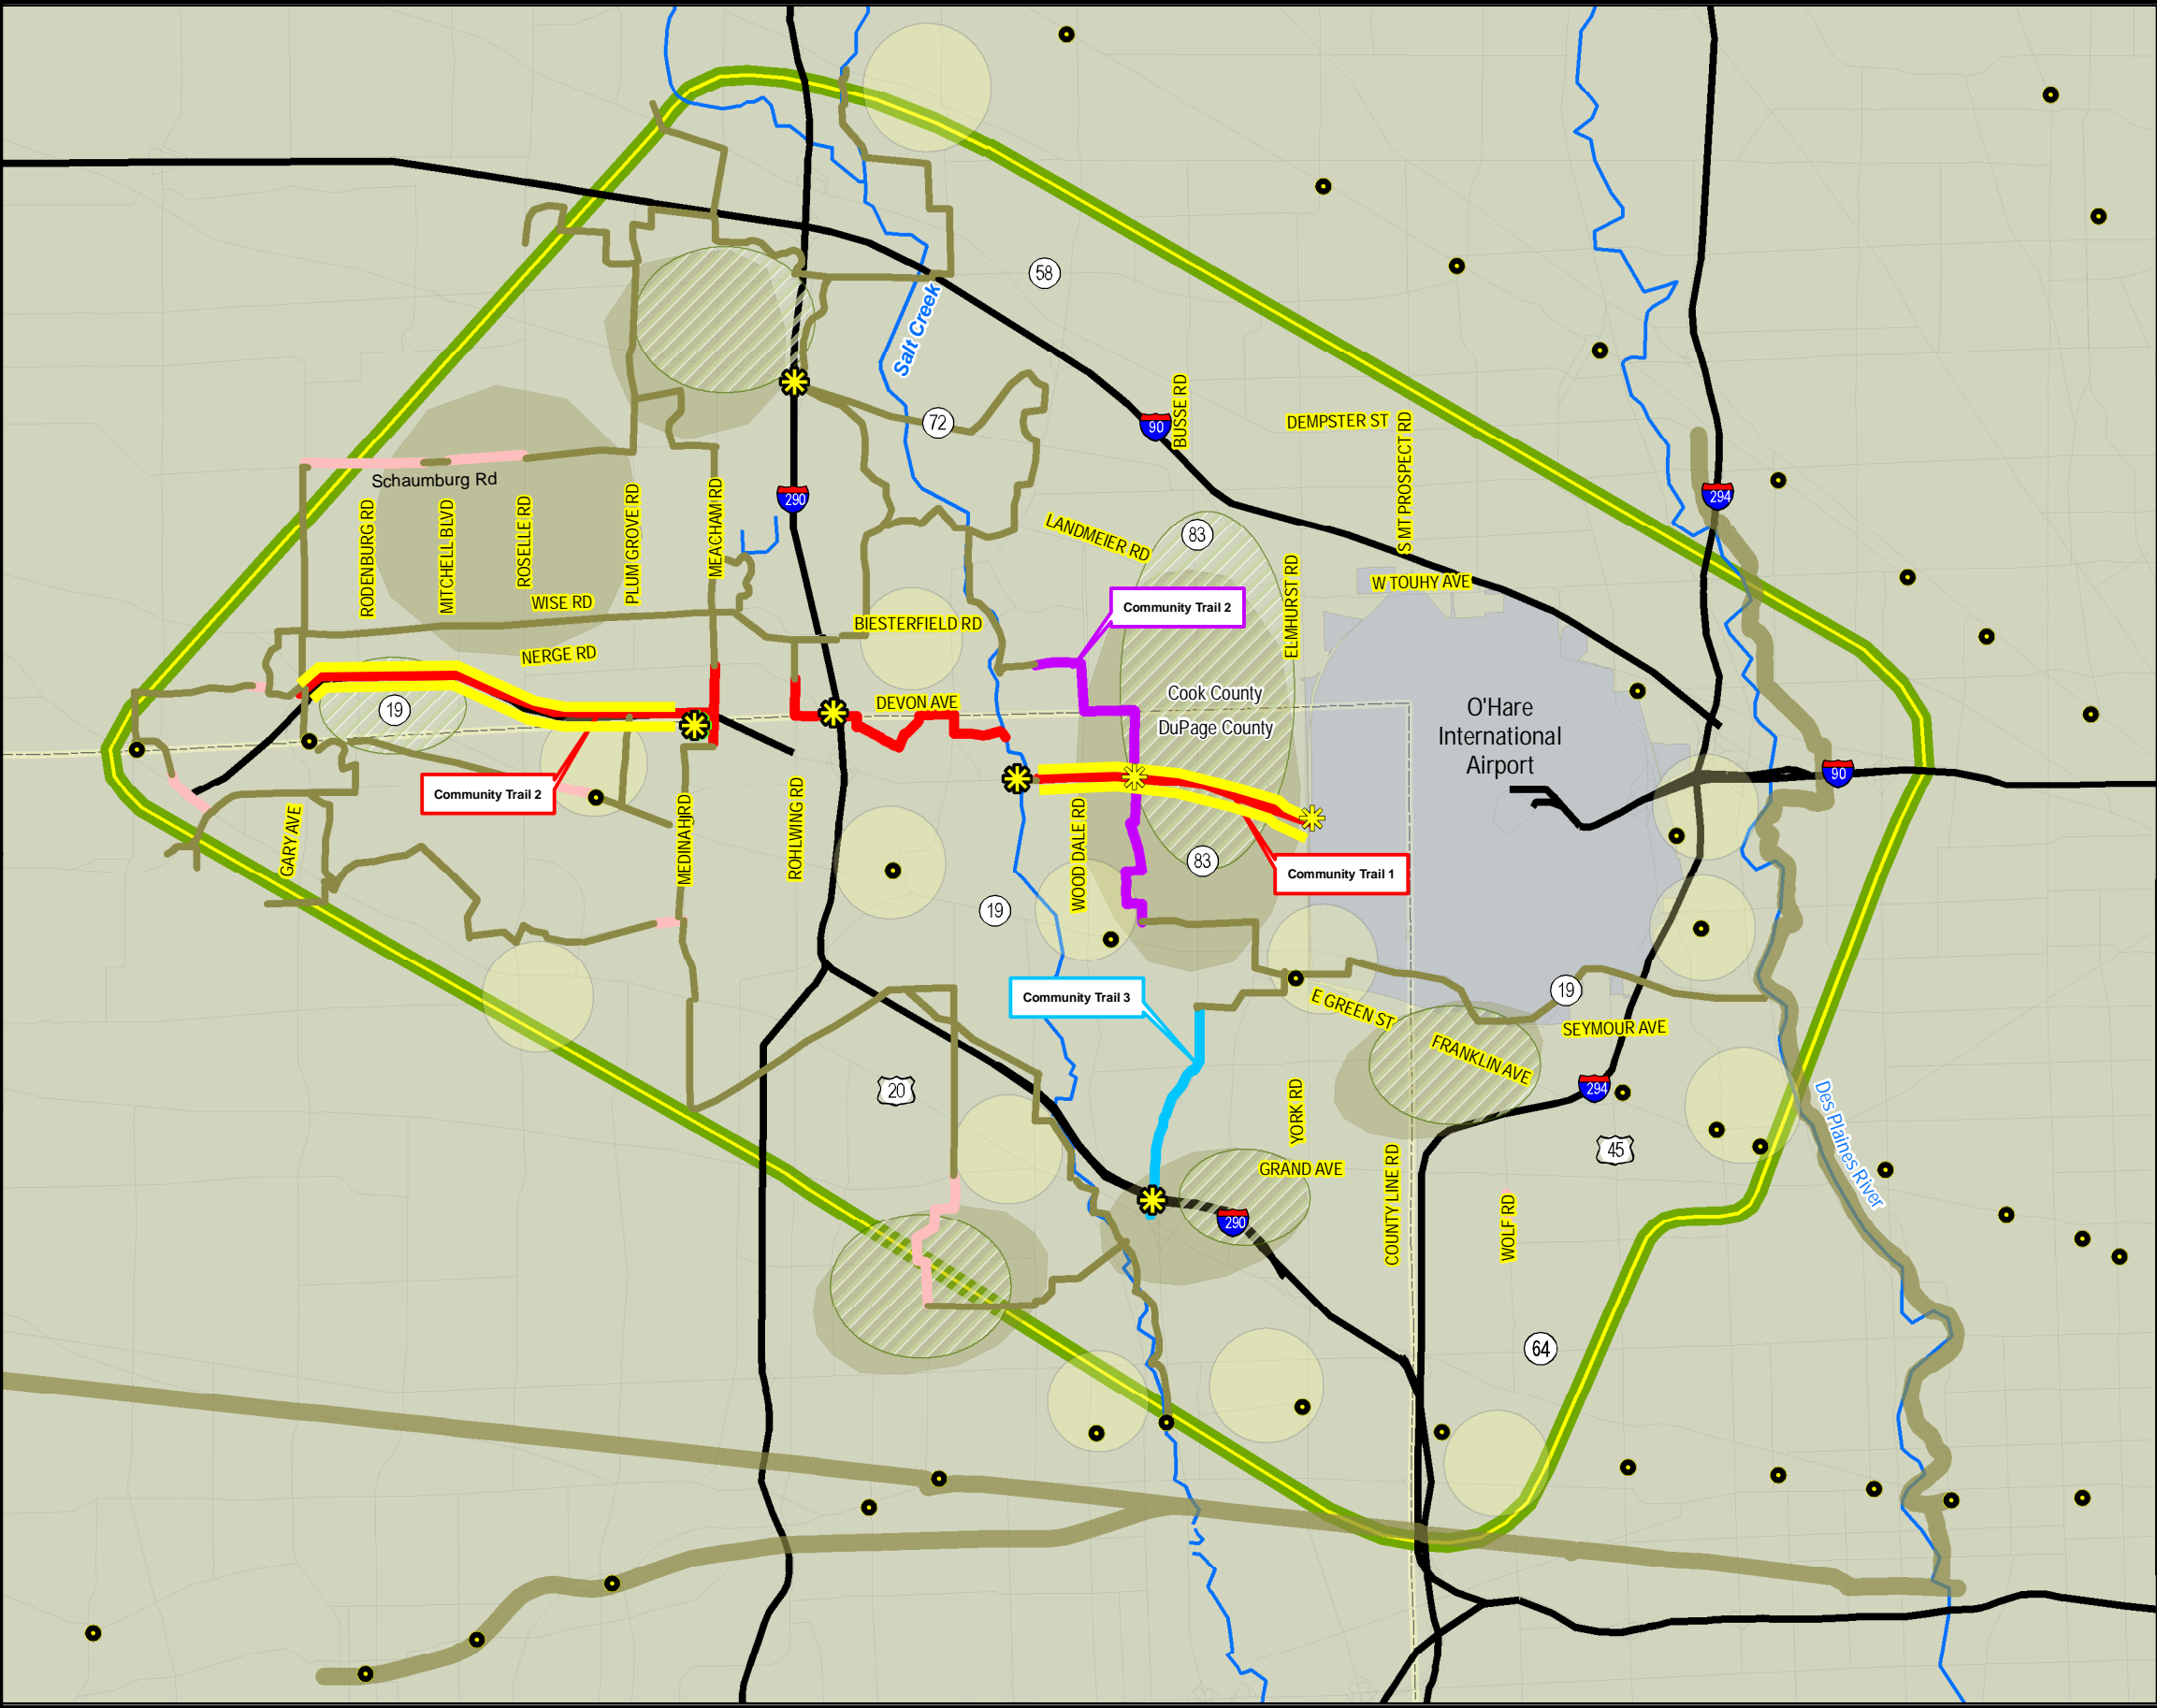 58
Salt Creek
72
90
BUSSE RD
DEMPSTER ST
S MT PROSPECT RD
Schaumburg Rd
290
294
RODENBURG RD
MITCHELL BLVD
ROSELLE RD
PLUM GROVE RD
MEACHAM RD
LANDMEIER RD
83
ELMHURST RD
W TOUHY AVE
WISE RD
BIESTERFIELD RD
Community Trail 2
NERGE RD
19
DEVON AVE
Cook County
DuPage County
O'Hare
International
Airport
90
Community Trail 2
GARY AVE
MEDINAH RD
ROHLWING RD
WOOD DALE RD
83
Community Trail 1
19
Community Trail 3
E GREEN ST
19
SEYMOUR AVE
FRANKLIN AVE
20
294
YORK RD
45
Des Plaines River
GRAND AVE
COUNTY LINE RD
WOLF RD
290
64